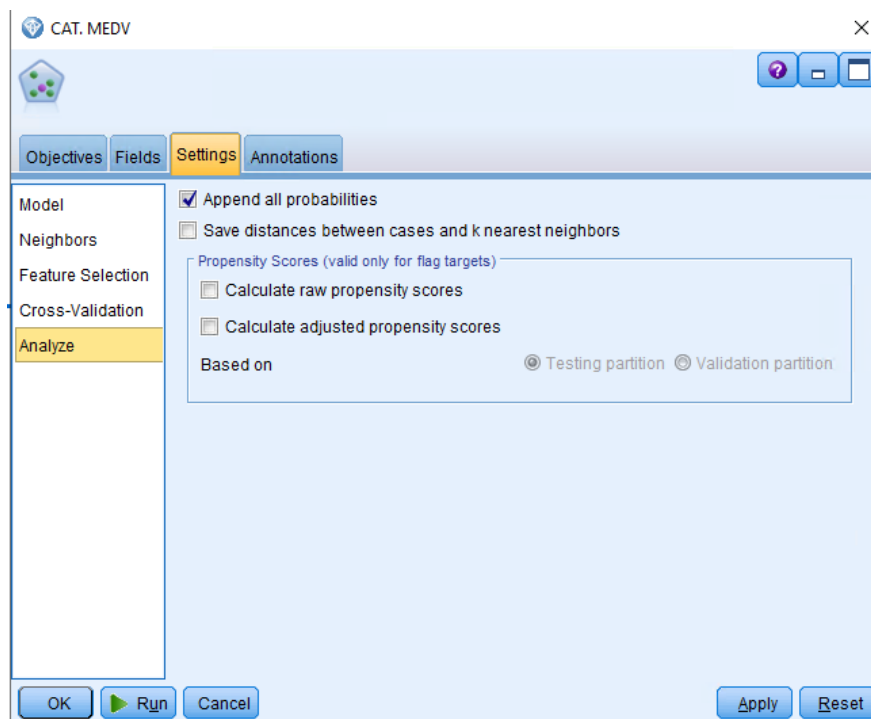 CAT. MEDV
Objectives Fields Settings Annotations
Model
Neighbors
Feature Selection
Cross-Validation
Analyze
Append all probabilities
Save distances between cases and k nearest neighbors
Propensity Scores (valid only for flag targets)
Calculate raw propensity scores
Calculate adjusted propensity scores
Based on Testing partition Validation partition
OK Run Cancel Apply Reset